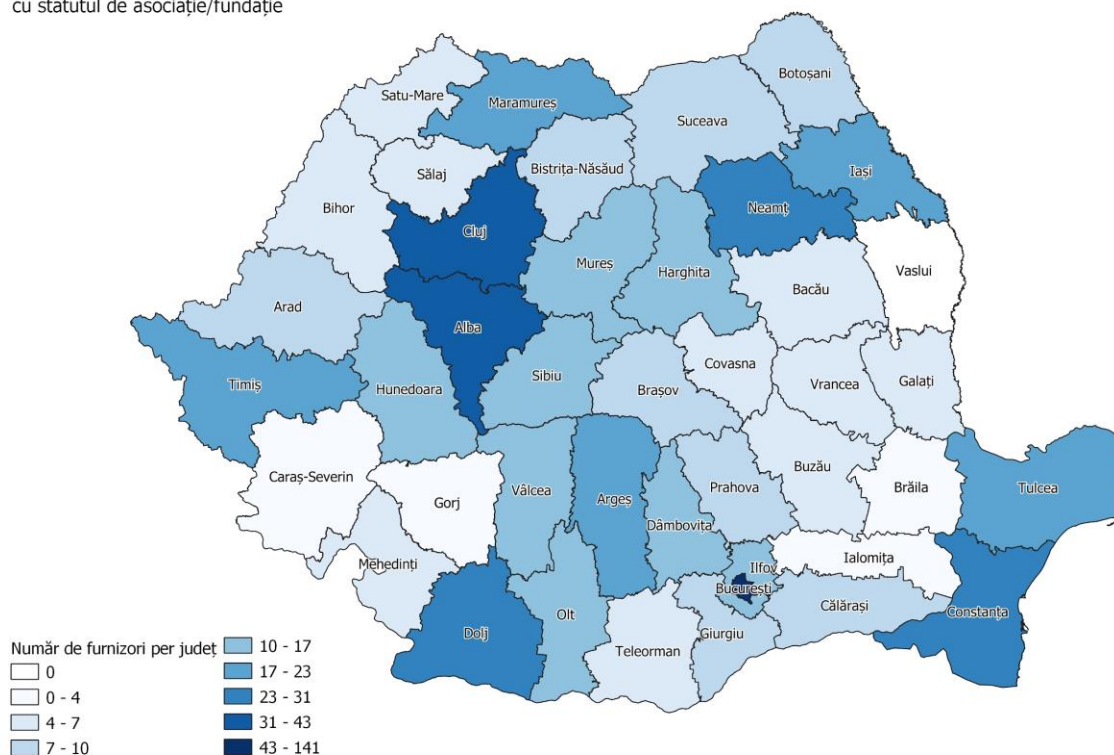 cu statutul de asociație/fundație
Botoșani
Satu-Mare
Maramureș
Suceava
Bistrița-Năsăud
Iași
Sălaj
Neamț
Bihor
Cluj
Mureș
Harghita
Vaslui
Bacău
Arad
Alba
Covasna
Sibiu
Timiș
Hunedoara
Brașov
Vrancea
Galați
Caraș-Severin
Buzău
Prahova
Brăila
Tulcea
Vâlcea
Argeș
Gorj
Dâmbovița
Ialomița
Mehedinți
Ilfov
București
Călărași
Constanța
Olt
Dolj
Giurgiu
Teleorman
Număr de furnizori per județ
0
0 - 4
4 - 7
7 - 10
10 - 17
17 - 23
23 - 31
31 - 43
43 - 141